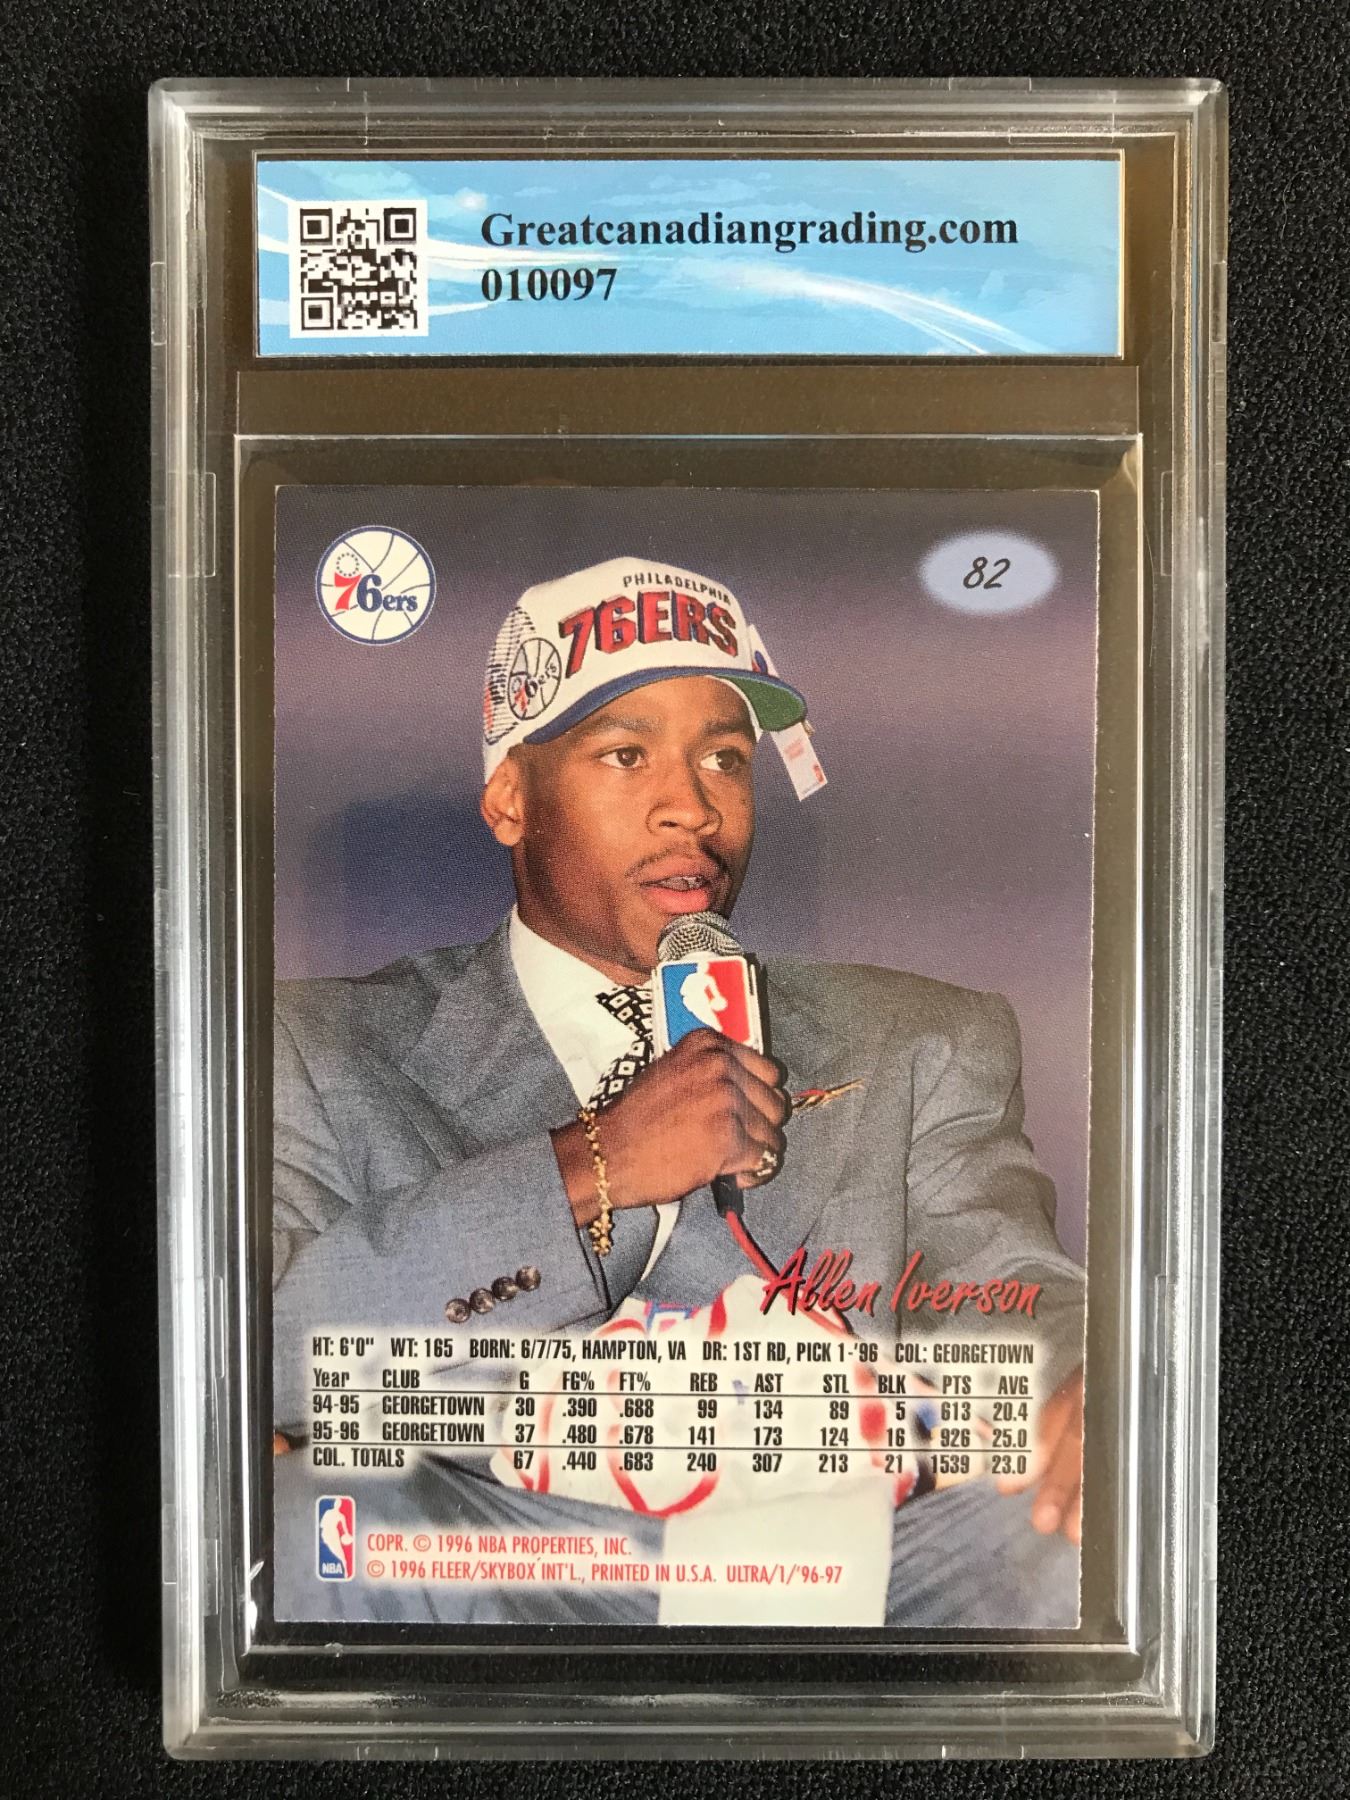 Greatcanadiangrading.com
010097
76ers
82
PHILADELPHIA
76ERS
76ers
Allen Iverson
HT: 6'0" WT: 165 BORN: 6/7/75, HAMPTON, VA DR: 1ST RD, PICK 1-'96 COL: GEORGETOWN
Year CLUB G FG% FT% REB AST STL BLK PTS AVG
94-95 GEORGETOWN 30 .390 .688 99 134 89 5 613 20.4
95-96 GEORGETOWN 37 .480 .678 141 173 124 16 926 25.0
COL. TOTALS 67 .440 .683 240 307 213 21 1539 23.0
NBA
COPR. © 1996 NBA PROPERTIES, INC.
© 1996 FLEER/SKYBOX INT'L., PRINTED IN U.S.A. ULTRA/1/'96-97